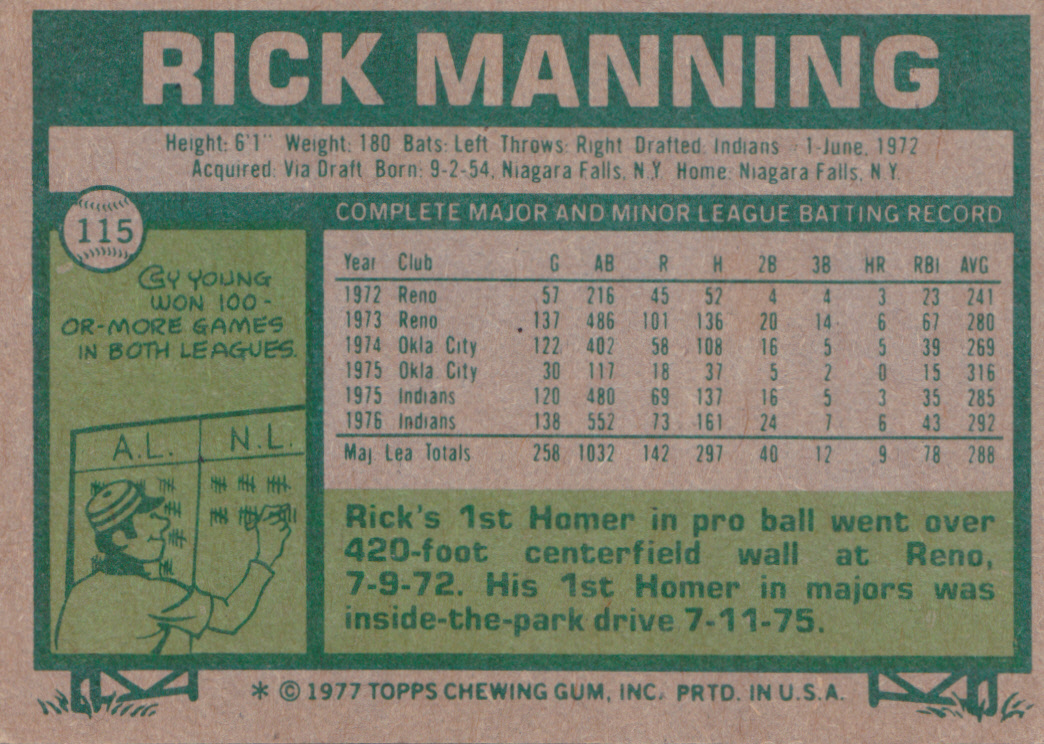 RICK MANNING
Height: 6'1" Weight: 180 Bats: Left Throws: Right Drafted: Indians #1-June, 1972
Acquired: Via Draft Born: 9-2-54, Niagara Falls, N.Y. Home: Niagara Falls, N.Y.
115
COMPLETE MAJOR AND MINOR LEAGUE BATTING RECORD
CY YOUNG
WON 100-
OR-MORE GAMES
IN BOTH LEAGUES.
A.L. N.L.
Year Club G AB R H 2B 3B HR RBI AVG
1972 Reno 57 216 45 52 4 4 3 23 .241
1973 Reno 137 486 101 136 20 14 6 67 .280
1974 Okla. City 122 402 58 108 16 5 5 39 .269
1975 Okla. City 30 117 18 37 5 2 0 15 .316
1975 Indians 120 480 69 137 16 5 3 35 .285
1976 Indians 138 552 73 161 24 7 6 43 .292
Maj. Lea. Totals 258 1032 142 297 40 12 9 78 .288
Rick's 1st Homer in pro ball went over
420-foot centerfield wall at Reno,
7-9-72. His 1st Homer in majors was
inside-the-park drive 7-11-75.
* © 1977 TOPPS CHEWING GUM, INC. PRTD. IN U.S.A.